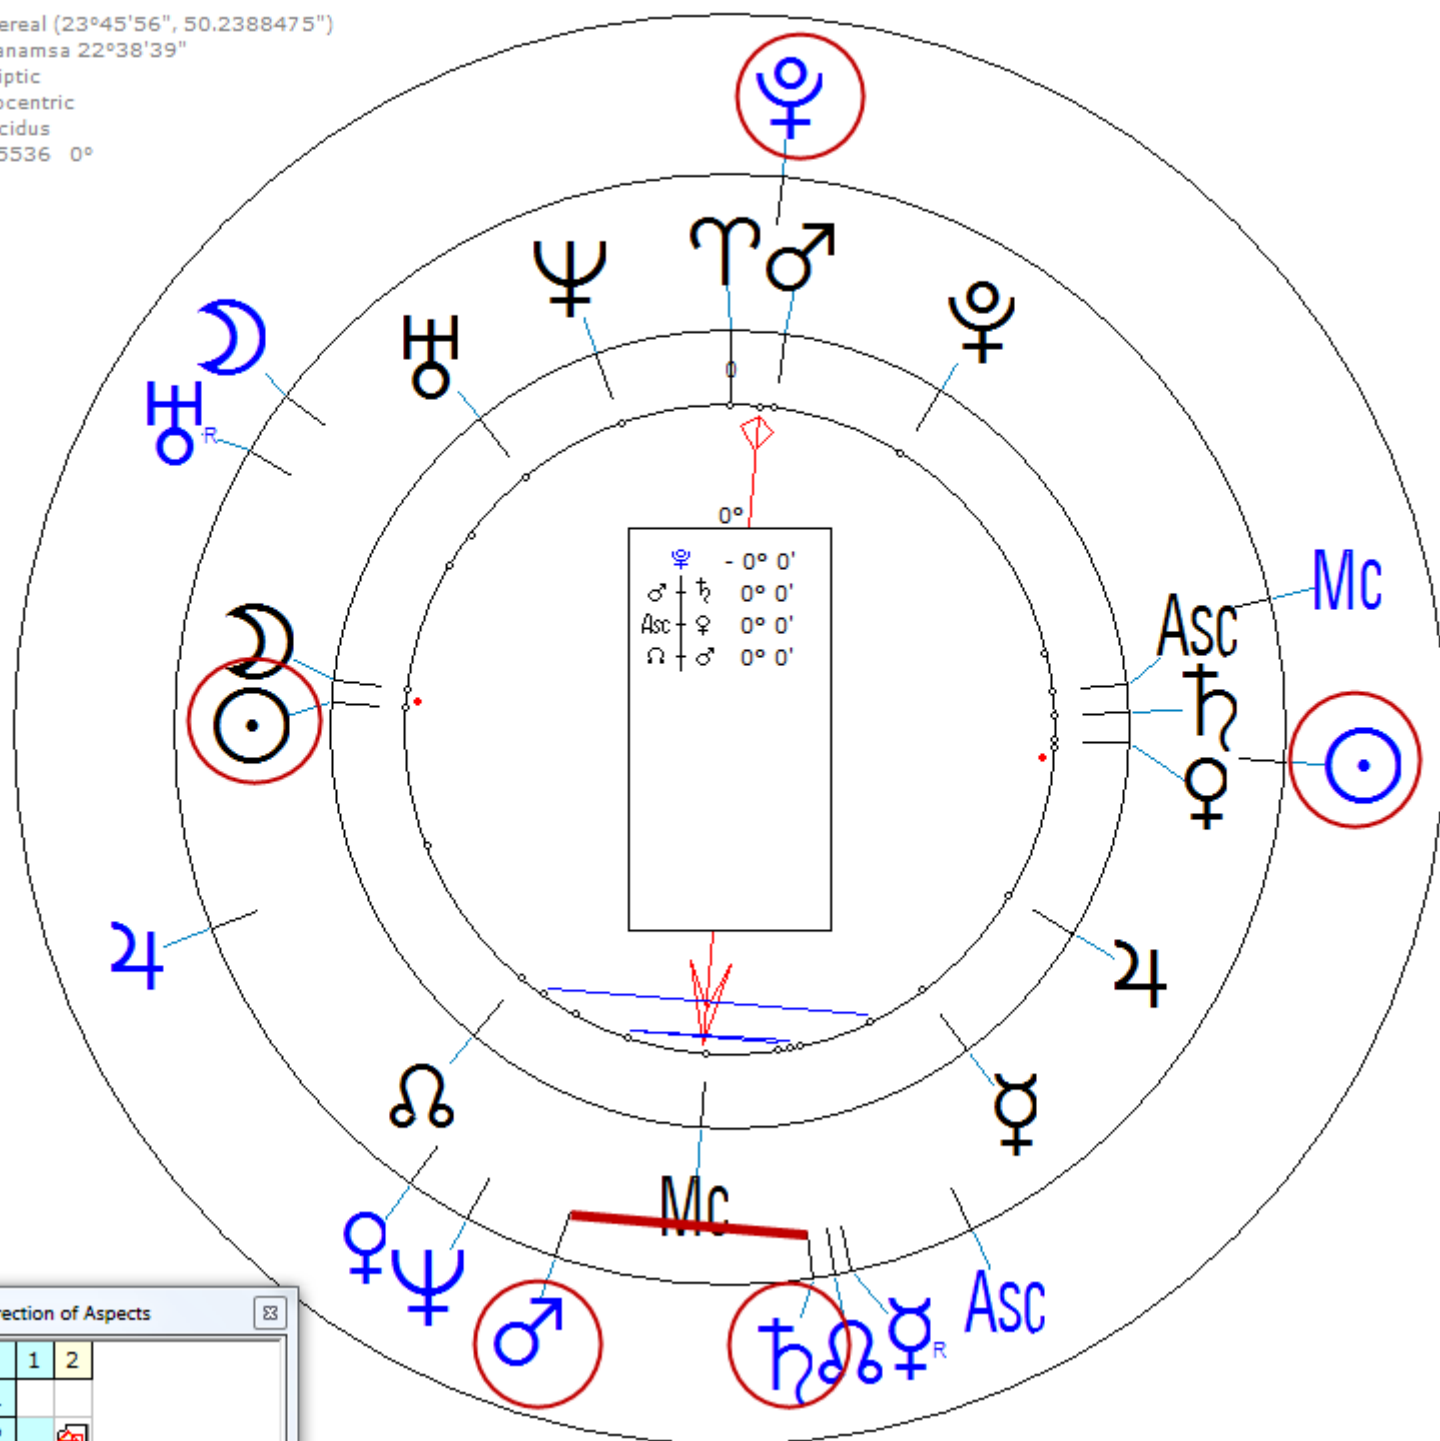 ereal (23°45'56", 50.2388475")
anamsa 22°38'39"
iptic
ocentric
cidus
5536 0°
0
R
Mc
Asc
0°
- 0° 0'
0° 0'
Asc 0° 0'
0° 0'
Mc
Asc
R
rection of Aspects
1 2